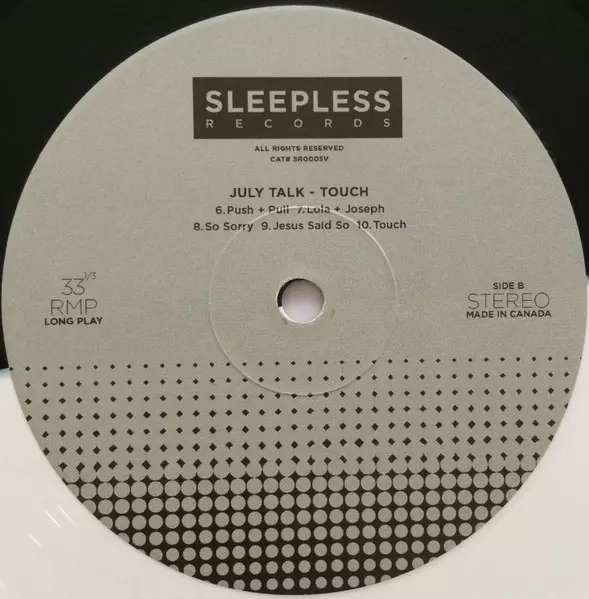 SLEEPLESS
RECORDS
ALL RIGHTS RESERVED
CAT# SR0005V
JULY TALK - TOUCH
6. Push + Pull 7. Lola + Joseph
8. So Sorry 9. Jesus Said So 10. Touch
33 1/3
RMP
LONG PLAY
SIDE B
STEREO
MADE IN CANADA